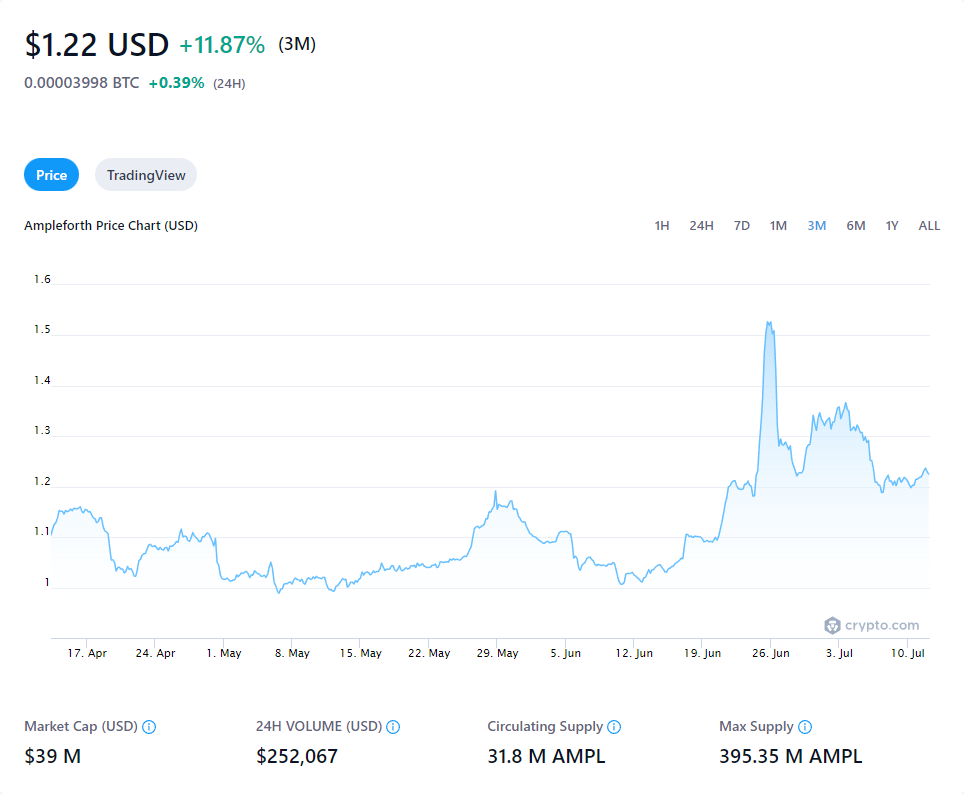 $1.22 USD +11.87% (3M)
0.00003998 BTC +0.39% (24H)
Price TradingView
Ampleforth Price Chart (USD) 1H 24H 7D 1M 3M 6M 1Y ALL
1.6
1.5
1.4
1.3
1.2
1.1
1
crypto.com
17. Apr 24. Apr 1. May 8. May 15. May 22. May 29. May 5. Jun 12. Jun 19. Jun 26. Jun 3. Jul 10. Jul
Market Cap (USD) 24H VOLUME (USD) Circulating Supply Max Supply
$39 M $252,067 31.8 M AMPL 395.35 M AMPL